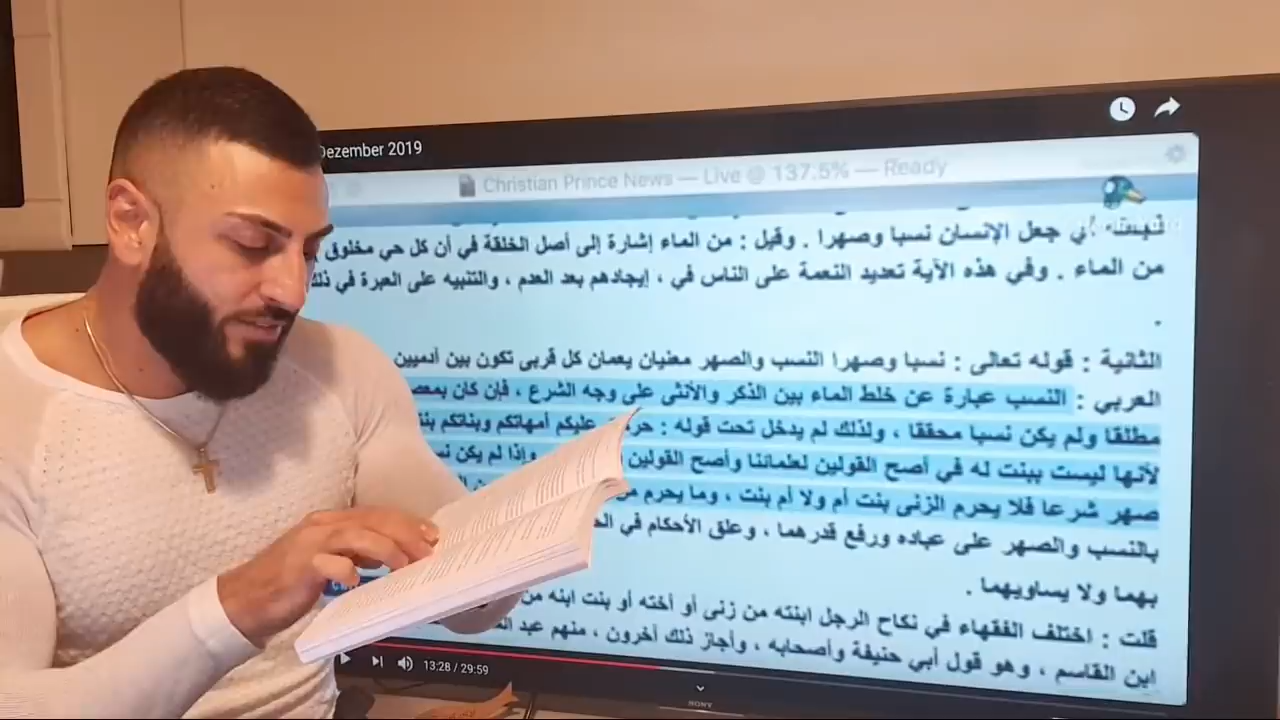 Dezember 2019
Christian Prince News — Live @ 137.5% — Ready
جعل الإنسان نسبا وصهرا . وقيل : من الماء إشارة إلى أصل الخلقة في أن كل حي مخلوق
من الماء . وفي هذه الآية تعديد النعمة على الناس في ، إيجادهم بعد العدم ، والتنبيه على العبرة في ذلك
.
الثانية : قوله تعالى : نسبا وصهرا النسب والصهر معنيان يعمان كل قربى تكون بين آدميين
العربي : النسب عبارة عن خلط الماء بين الذكر والأنثى على وجه الشرع ، فإن كان
مطلقا ولم يكن نسبا محققا ، ولذلك لم يدخل تحت قوله : عليكم أمهاتكم وبناتكم
لأنها ليست ببنت له في أصح القولين لعلمائنا وأصح القولين وإذا لم يكن
صهر شرعا فلا يحرم الزنى بنت أم ولا أم بنت ، وما يحرم
بالنسب والصهر على عباده ورفع قدرهما ، وعلق الأحكام في
بهما ولا يساويهما .
قلت : اختلف الفقهاء في نكاح الرجل ابنته من زنى أو أخته أو بنت ابنه من
ابن القاسم ، وهو قول أبي حنيفة وأصحابه ، وأجاز ذلك آخرون ، منهم عبد
13:28 / 29:59
SONY